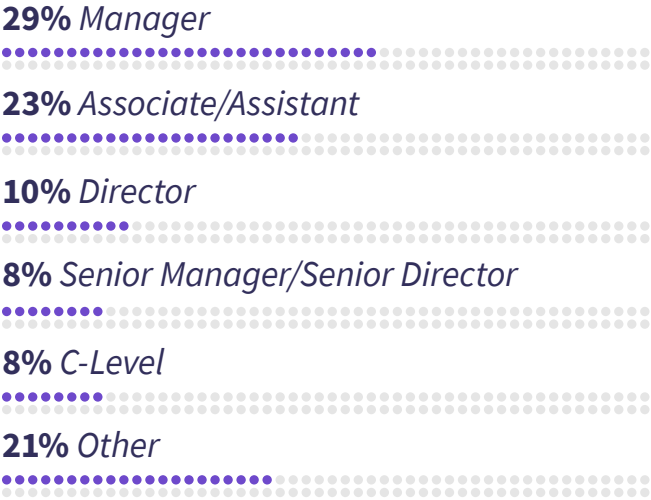 29% Manager
23% Associate/Assistant
10% Director
8% Senior Manager/Senior Director
8% C-Level
21% Other